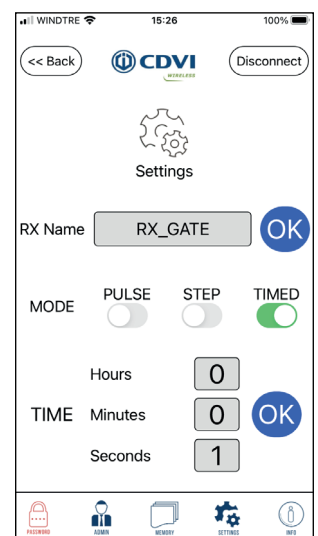 WINDTRE 15:26 100%
<< Back CDVI Disconnect
WIRELESS
Settings
RX Name RX_GATE OK
PULSE STEP TIMED
MODE
Hours 0
TIME Minutes 0 OK
Seconds 1
PASSWORD ADMIN MEMORY SETTINGS INFO